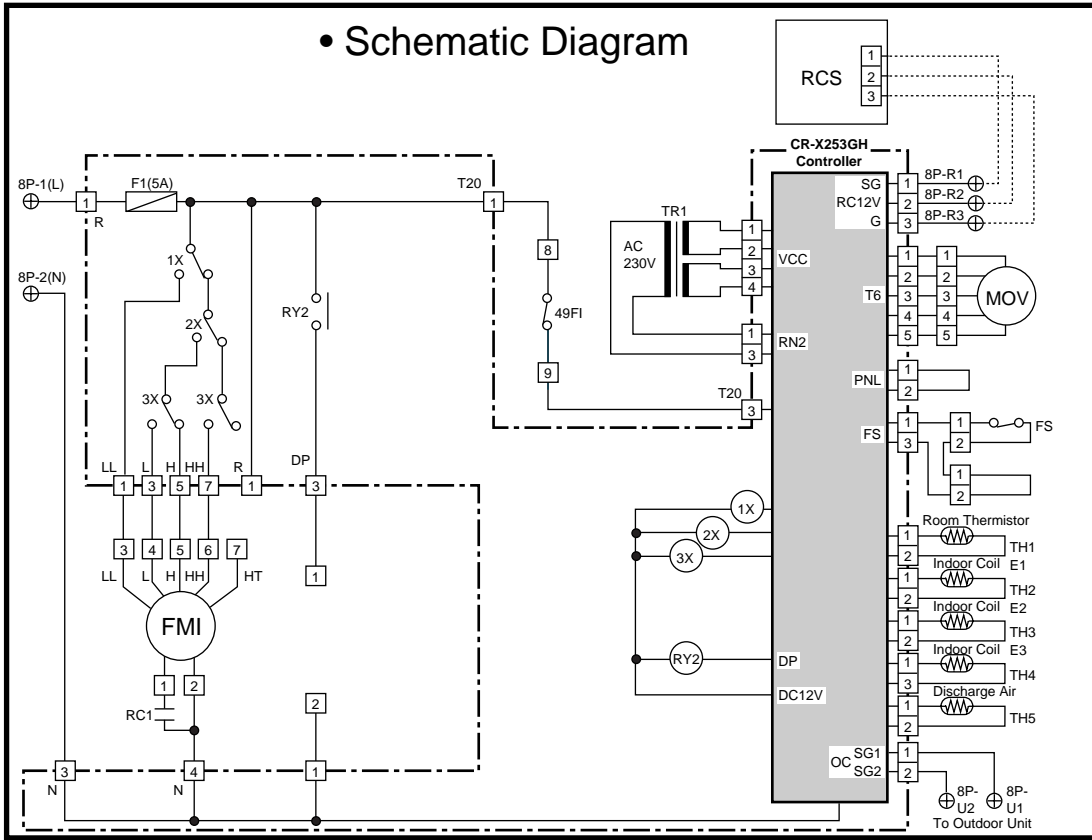 • Schematic Diagram
RCS
1
2
3
CR-X253GH
Controller
8P-1(L)
1
R
F1(5A)
T20
1
8P-2(N)
1X
2X
3X
3X
RY2
8
49FI
9
TR1
AC
230V
1
2
3
4
VCC
1
3
RN2
T20
3
SG
RC12V
G
1
2
3
8P-R1
8P-R2
8P-R3
T6
1
2
3
4
5
1
2
3
4
5
MOV
PNL
1
2
FS
1
3
1
2
FS
1
2
LL
L
H
HH
R
DP
1
3
5
7
1
3
3
4
5
6
7
LL
L
H
HH
HT
1
FMI
1
2
RC1
2
3
N
4
N
1
1X
2X
3X
RY2
DP
DC12V
Room Thermistor
1
2
TH1
Indoor Coil E1
1
2
TH2
Indoor Coil E2
1
2
TH3
Indoor Coil E3
1
3
TH4
Discharge Air
1
2
TH5
OC
SG1
SG2
1
2
8P-
U2
8P-
U1
To Outdoor Unit